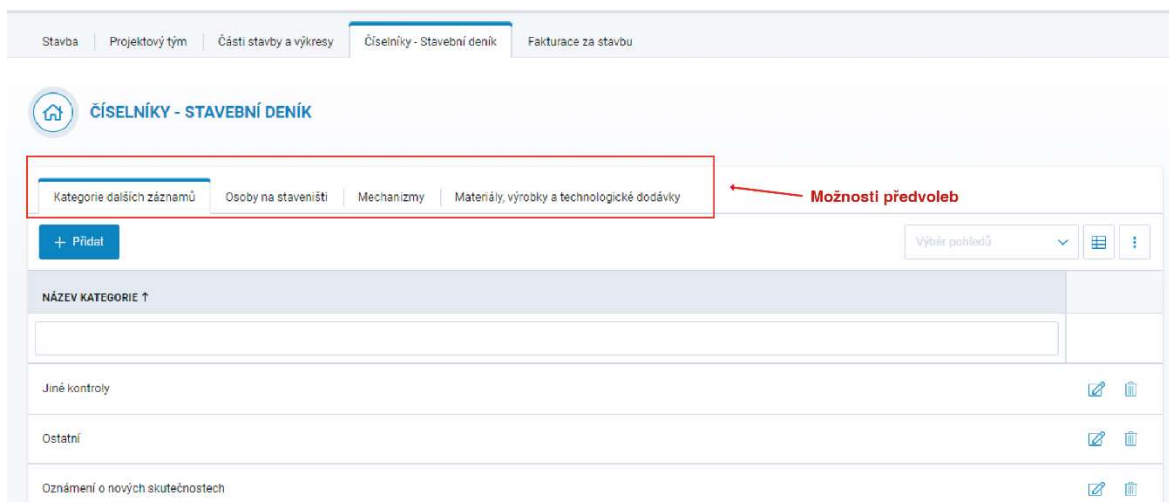 Stavba Projektový tým Části stavby a výkresy Číselníky - Stavební deník Fakturace za stavbu
ČÍSELNÍKY - STAVEBNÍ DENÍK
Kategorie dalších záznamů Osoby na staveništi Mechanizmy Materiály, výrobky a technologické dodávky
Možnosti předvoleb
+ Přidat Výběr pohledů
NÁZEV KATEGORIE ↑
Jiné kontroly
Ostatní
Oznámení o nových skutečnostech